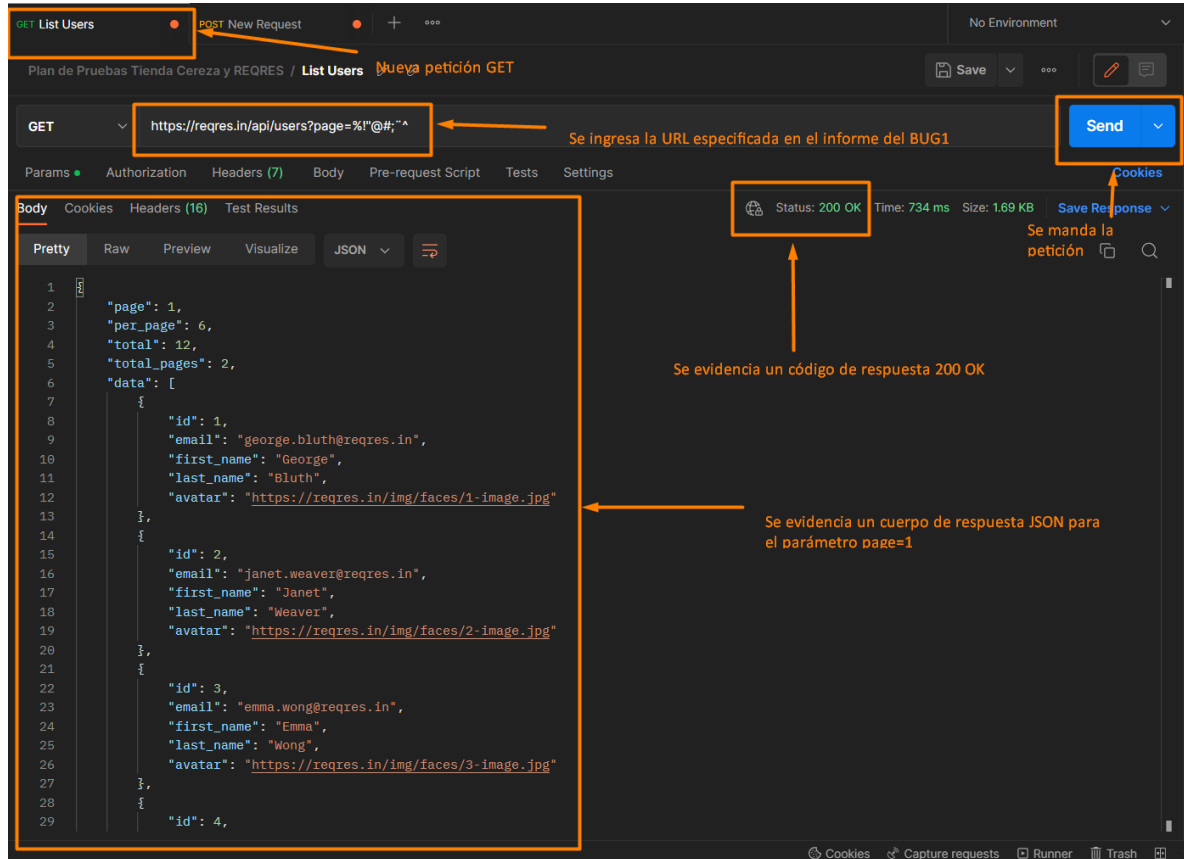 GET List Users
POST New Request
No Environment
Plan de Pruebas Tienda Cereza y REQRES / List Users
Nueva petición GET
Save
GET
https://reqres.in/api/users?page=%!"@#;¨^
Se ingresa la URL especificada en el informe del BUG1
Send
Params Authorization Headers (7) Body Pre-request Script Tests Settings Cookies
Body Cookies Headers (16) Test Results
Status: 200 OK Time: 734 ms Size: 1.69 KB Save Response
Se manda la
petición
Pretty Raw Preview Visualize JSON
1 {
2 "page": 1,
3 "per_page": 6,
4 "total": 12,
5 "total_pages": 2,
6 "data": [
7 {
8 "id": 1,
9 "email": "george.bluth@reqres.in",
10 "first_name": "George",
11 "last_name": "Bluth",
12 "avatar": "https://reqres.in/img/faces/1-image.jpg"
13 },
14 {
15 "id": 2,
16 "email": "janet.weaver@reqres.in",
17 "first_name": "Janet",
18 "last_name": "Weaver",
19 "avatar": "https://reqres.in/img/faces/2-image.jpg"
20 },
21 {
22 "id": 3,
23 "email": "emma.wong@reqres.in",
24 "first_name": "Emma",
25 "last_name": "Wong",
26 "avatar": "https://reqres.in/img/faces/3-image.jpg"
27 },
28 {
29 "id": 4,
Se evidencia un código de respuesta 200 OK
Se evidencia un cuerpo de respuesta JSON para
el parámetro page=1
Cookies Capture requests Runner Trash